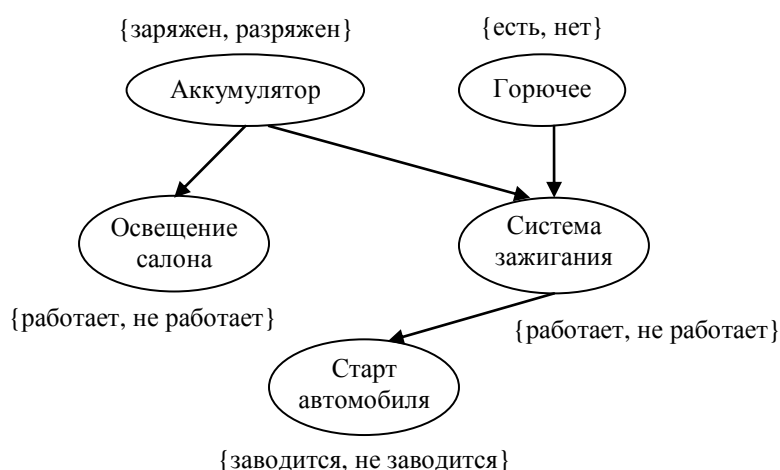 {заряжен, разряжен}
{есть, нет}
Аккумулятор
Горючее
Освещение
салона
Система
зажигания
{работает, не работает}
{работает, не работает}
Старт
автомобиля
{заводится, не заводится}